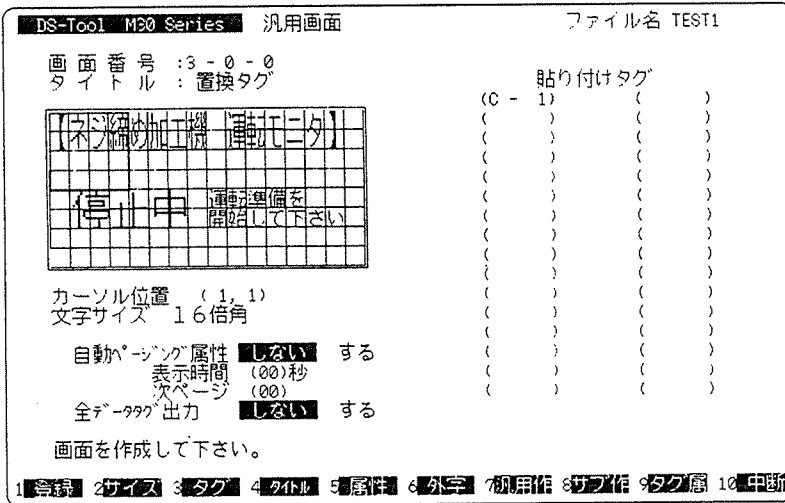 DS-Tool M90 Series 汎用画面 ファイル名 TEST1
画面番号 :3 - 0 - 0
タイトル : 置換タグ
貼り付けタグ
(C - 1) ( )
【ネジ締め加工機 運転モニタ】
停止中 運転準備を
開始して下さい
カーソル位置 ( 1, 1)
文字サイズ 16倍角
自動ページング属性 しない する
表示時間 (00)秒
次ページ (00)
全データタグ出力 しない する
画面を作成して下さい。
1 登録 2サイズ 3 タグ 4 タイトル 5 属性 6 外字 7汎用作 8サブ作 9タグ属 10 中断